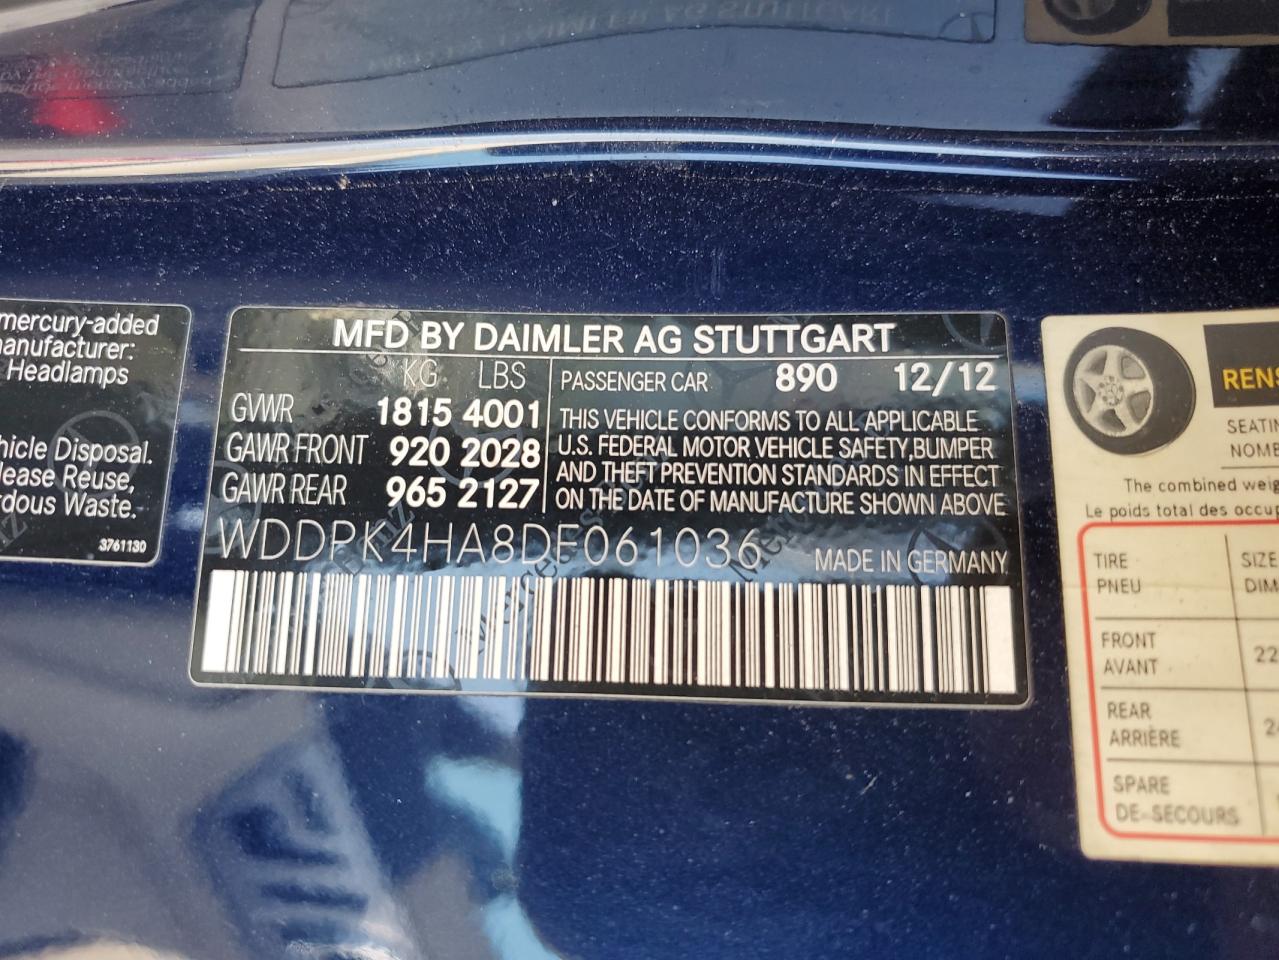 mercury-added
manufacturer:
Headlamps
hicle Disposal.
lease Reuse,
rdous Waste.
3761130
MFD BY DAIMLER AG STUTTGART
KG LBS
GVWR 1815 4001
GAWR FRONT 920 2028
GAWR REAR 965 2127
PASSENGER CAR 890 12/12
THIS VEHICLE CONFORMS TO ALL APPLICABLE
U.S. FEDERAL MOTOR VEHICLE SAFETY,BUMPER
AND THEFT PREVENTION STANDARDS IN EFFECT
ON THE DATE OF MANUFACTURE SHOWN ABOVE
WDDPK4HA8DF061036 MADE IN GERMANY
RENS
SEATIN
NOMB
The combined weig
Le poids total des occup
TIRE SIZE
PNEU DIM
FRONT 22
AVANT
REAR 24
ARRIÈRE
SPARE
DE-SECOURS